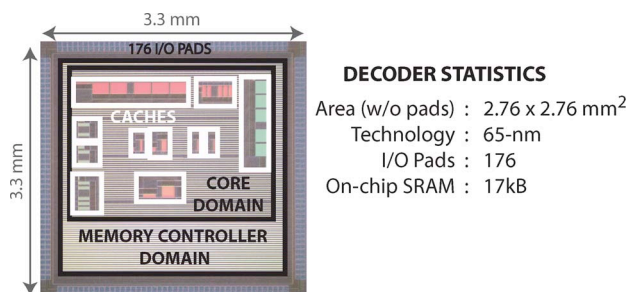 3.3 mm
176 I/O PADS
3.3 mm
CACHES
CORE
DOMAIN
MEMORY CONTROLLER
DOMAIN
DECODER STATISTICS
Area (w/o pads) : 2.76 x 2.76 mm²
Technology : 65-nm
I/O Pads : 176
On-chip SRAM : 17kB